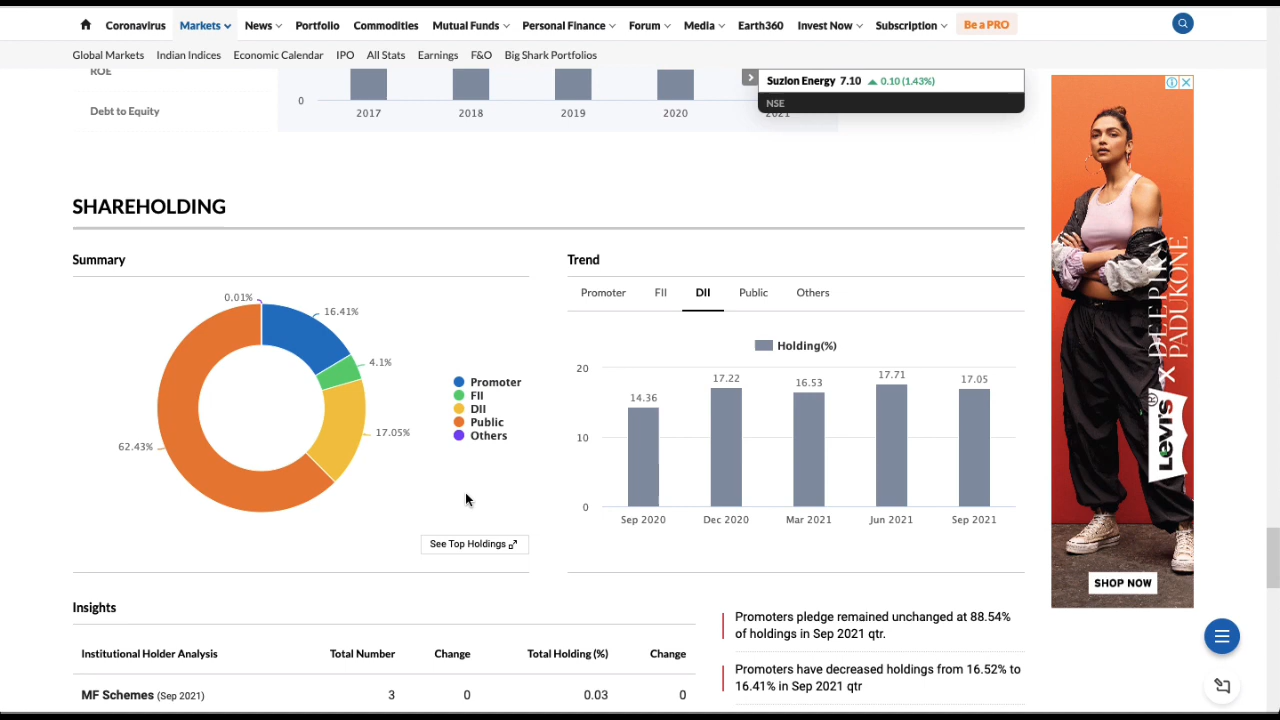 Coronavirus Markets News Portfolio Commodities Mutual Funds Personal Finance Forum Media Earth360 Invest Now Subscription Be a PRO
Global Markets Indian Indices Economic Calendar IPO All Stats Earnings F&O Big Shark Portfolios
ROE
Debt to Equity
0
2017 2018 2019 2020 2021
Suzlon Energy 7.10 0.10 (1.43%)
NSE
SHAREHOLDING
Summary
0.01%
16.41%
4.1%
17.05%
62.43%
Promoter
FII
DII
Public
Others
See Top Holdings
Trend
Promoter FII DII Public Others
Holding(%)
20
10
0
14.36 17.22 16.53 17.71 17.05
Sep 2020 Dec 2020 Mar 2021 Jun 2021 Sep 2021
Insights
Institutional Holder Analysis Total Number Change Total Holding (%) Change
MF Schemes (Sep 2021) 3 0 0.03 0
Promoters pledge remained unchanged at 88.54%
of holdings in Sep 2021 qtr.
Promoters have decreased holdings from 16.52% to
16.41% in Sep 2021 qtr
Levi's® X DEEPIKA
PADUKONE
SHOP NOW